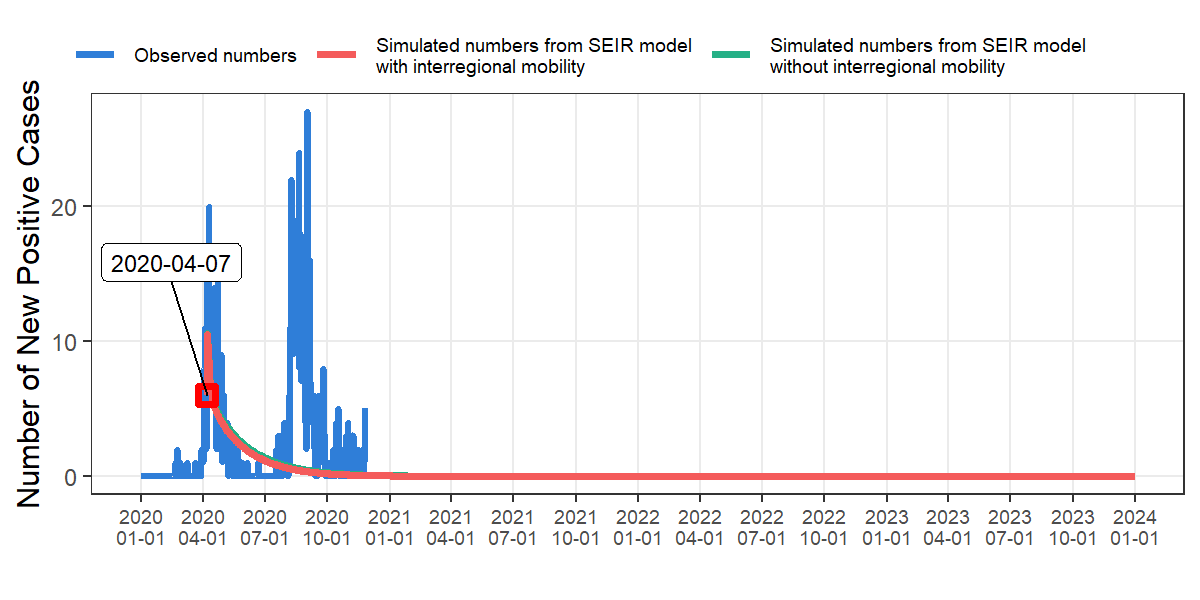 Observed numbers
Simulated numbers from SEIR model
with interregional mobility
Simulated numbers from SEIR model
without interregional mobility
Number of New Positive Cases
20
10
0
2020-04-07
2020 2020 2020 2020 2021 2021 2021 2021 2022 2022 2022 2022 2023 2023 2023 2023 2024
01-01 04-01 07-01 10-01 01-01 04-01 07-01 10-01 01-01 04-01 07-01 10-01 01-01 04-01 07-01 10-01 01-01